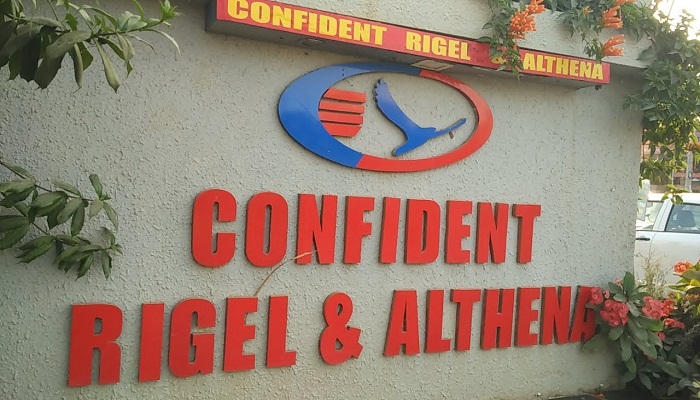 CONFIDENT RIGEL & ALTHENA
CONFIDENT
RIGEL & ALTHENA